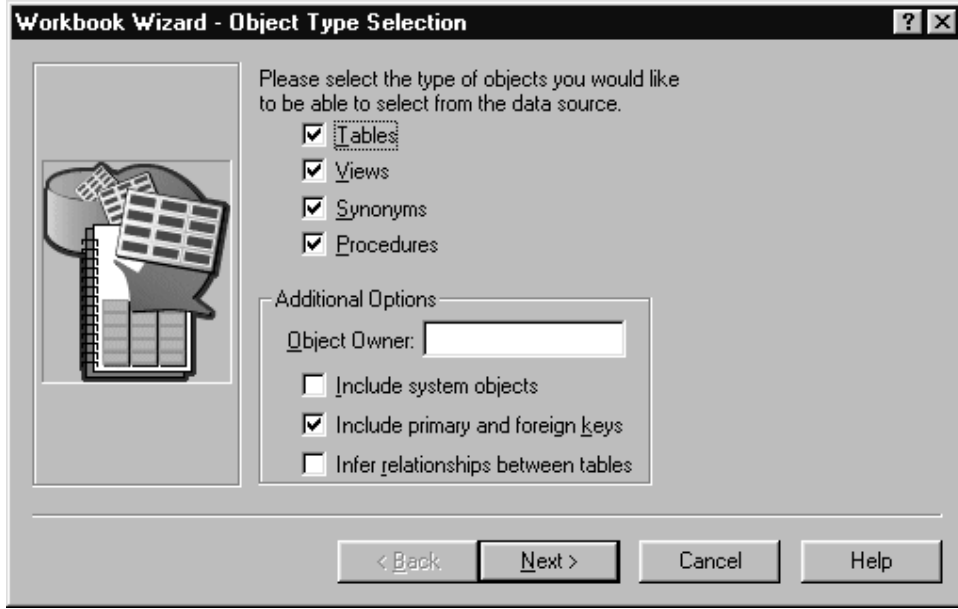 Workbook Wizard - Object Type Selection
Please select the type of objects you would like
to be able to select from the data source.
Tables
Views
Synonyms
Procedures
Additional Options
Object Owner:
Include system objects
Include primary and foreign keys
Infer relationships between tables
< Back
Next >
Cancel
Help